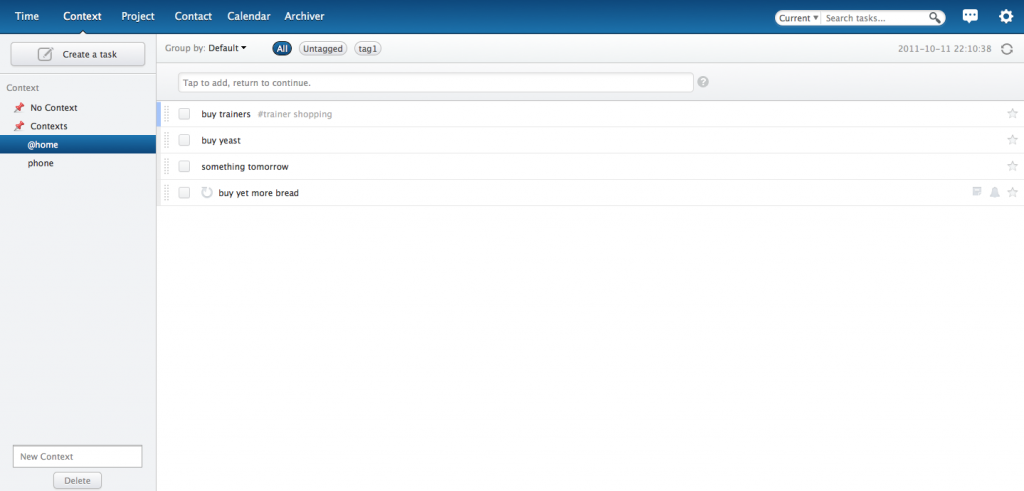 Time Context Project Contact Calendar Archiver Current Search tasks...
Create a task
Group by: Default All Untagged tag1 2011-10-11 22:10:38
Context
No Context
Contexts
@home
phone
Tap to add, return to continue. ?
buy trainers #trainer shopping
buy yeast
something tomorrow
buy yet more bread
New Context
Delete